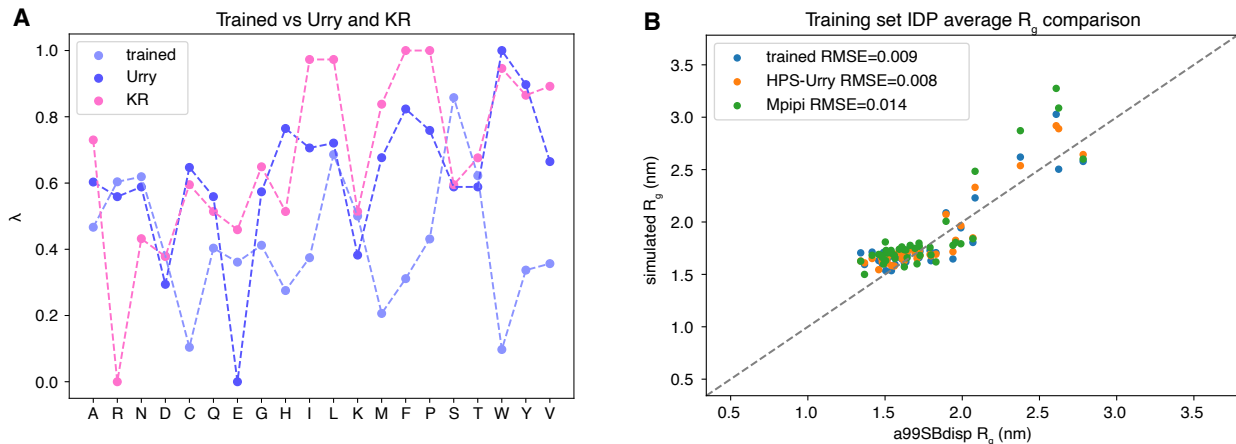 A
Trained vs Urry and KR
trained
Urry
KR
1.0
0.8
0.6
0.4
0.2
0.0
λ
A R N D C Q E G H I L K M F P S T W Y V
B
Training set IDP average Rg comparison
trained RMSE=0.009
HPS-Urry RMSE=0.008
Mpipi RMSE=0.014
3.5
3.0
2.5
2.0
1.5
1.0
0.5
simulated Rg (nm)
0.5 1.0 1.5 2.0 2.5 3.0 3.5
a99SBdisp Rg (nm)